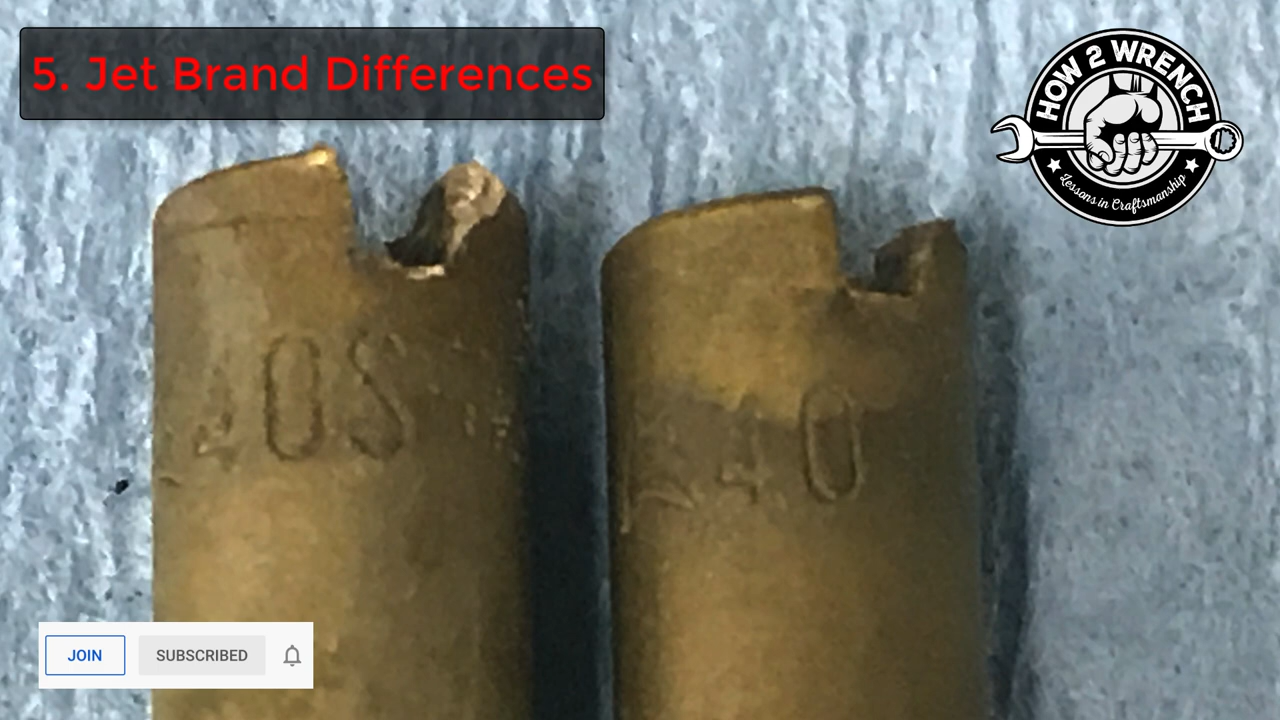 5. Jet Brand Differences
HOW 2 WRENCH
Lessons in Craftsmanship
40S
40
JOIN
SUBSCRIBED